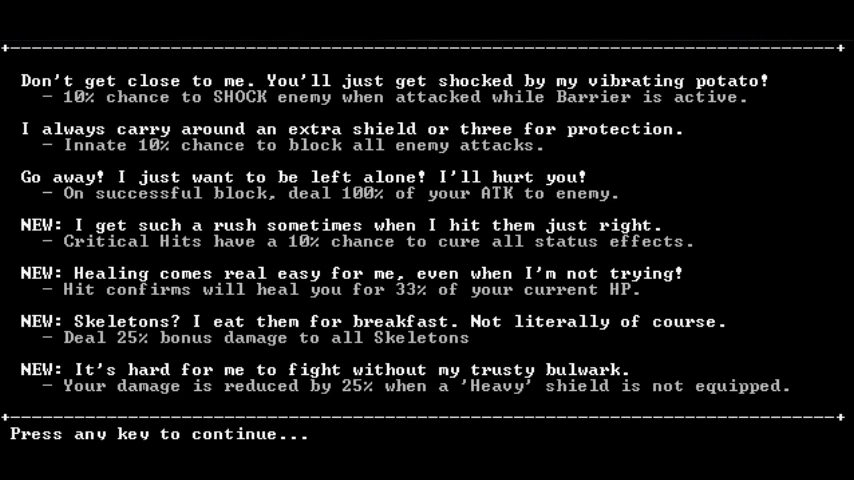 Don't get close to me. You'll just get shocked by my vibrating potato!
- 10% chance to SHOCK enemy when attacked while Barrier is active.
I always carry around an extra shield or three for protection.
- Innate 10% chance to block all enemy attacks.
Go away! I just want to be left alone! I'll hurt you!
- On successful block, deal 100% of your ATK to enemy.
NEW: I get such a rush sometimes when I hit them just right.
- Critical Hits have a 10% chance to cure all status effects.
NEW: Healing comes real easy for me, even when I'm not trying!
- Hit confirms will heal you for 33% of your current HP.
NEW: Skeletons? I eat them for breakfast. Not literally of course.
- Deal 25% bonus damage to all Skeletons
NEW: It's hard for me to fight without my trusty bulwark.
- Your damage is reduced by 25% when a 'Heavy' shield is not equipped.
Press any key to continue...